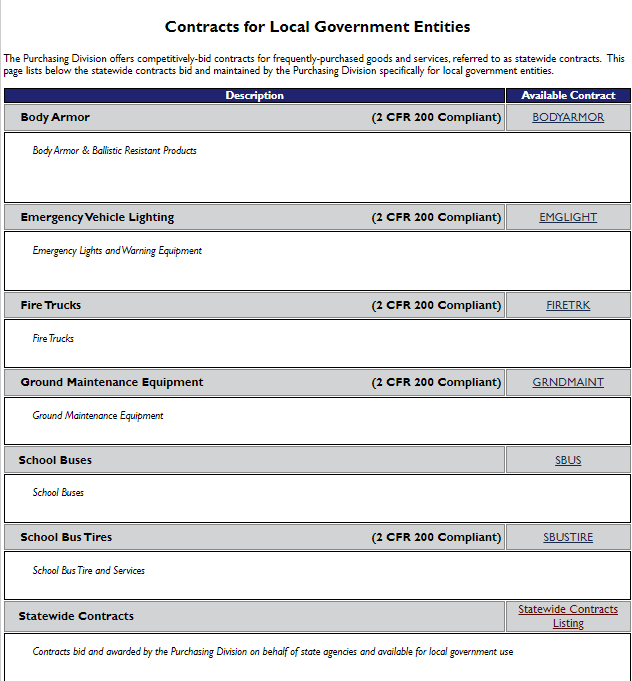 Contracts for Local Government Entities
The Purchasing Division offers competitively-bid contracts for frequently-purchased goods and services, referred to as statewide contracts. This
page lists below the statewide contracts bid and maintained by the Purchasing Division specifically for local government entities.
Description Available Contract
Body Armor (2 CFR 200 Compliant) BODYARMOR
Body Armor & Ballistic Resistant Products
Emergency Vehicle Lighting (2 CFR 200 Compliant) EMGLIGHT
Emergency Lights and Warning Equipment
Fire Trucks (2 CFR 200 Compliant) FIRETRK
Fire Trucks
Ground Maintenance Equipment (2 CFR 200 Compliant) GRNDMAINT
Ground Maintenance Equipment
School Buses SBUS
School Buses
School Bus Tires (2 CFR 200 Compliant) SBUSTIRE
School Bus Tire and Services
Statewide Contracts Statewide Contracts
Listing
Contracts bid and awarded by the Purchasing Division on behalf of state agencies and available for local government use